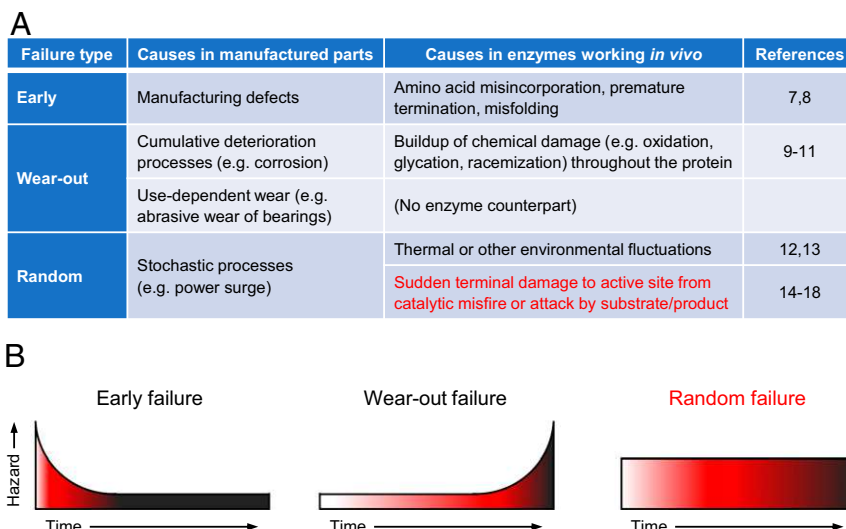 A
Failure type Causes in manufactured parts Causes in enzymes working in vivo References
Early Manufacturing defects Amino acid misincorporation, premature termination, misfolding 7,8
Wear-out Cumulative deterioration processes (e.g. corrosion) Buildup of chemical damage (e.g. oxidation, glycation, racemization) throughout the protein 9-11
Use-dependent wear (e.g. abrasive wear of bearings) (No enzyme counterpart)
Random Stochastic processes (e.g. power surge) Thermal or other environmental fluctuations 12,13
Sudden terminal damage to active site from catalytic misfire or attack by substrate/product 14-18
B
Early failure Wear-out failure Random failure
Hazard
Time Time Time